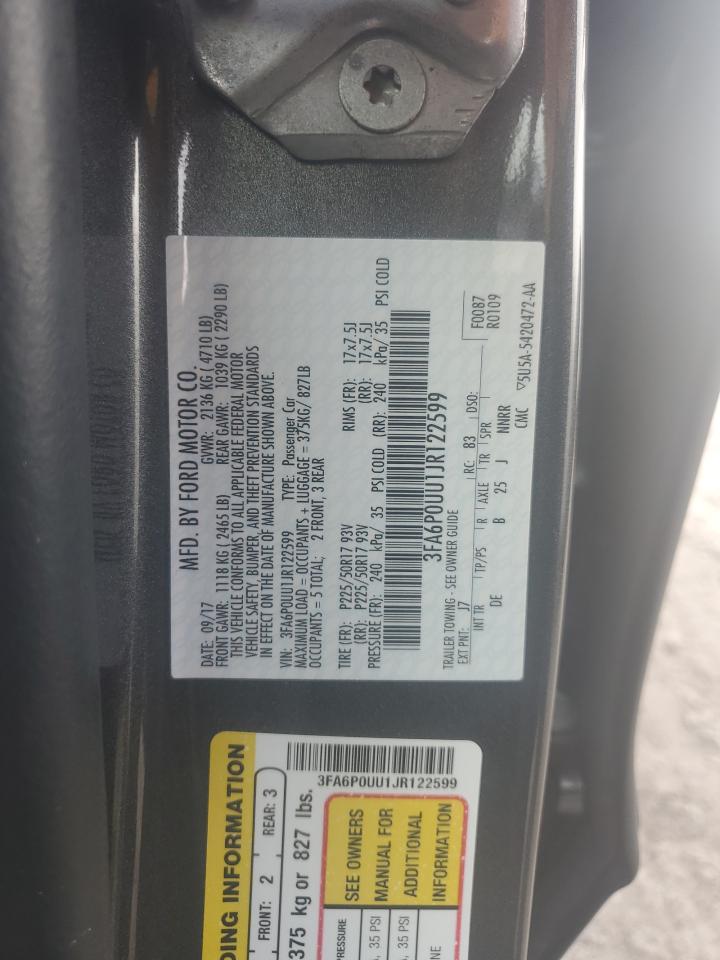 MFD. BY FORD MOTOR CO.
DATE: 09/17 GVWR: 2136 KG ( 4710 LB)
FRONT GAWR: 1118 KG ( 2465 LB) REAR GAWR: 1039 KG ( 2290 LB)
THIS VEHICLE CONFORMS TO ALL APPLICABLE FEDERAL MOTOR
VEHICLE SAFETY, BUMPER, AND THEFT PREVENTION STANDARDS
IN EFFECT ON THE DATE OF MANUFACTURE SHOWN ABOVE.
VIN: 3FA6P0UU1JR122599 TYPE: Passenger Car
MAXIMUM LOAD = OCCUPANTS + LUGGAGE = 375KG/ 827LB
OCCUPANTS = 5 TOTAL; 2 FRONT, 3 REAR
TIRE (FR): P225/50R17 93V RIMS (FR): 17x7.5J
(RR): P225/50R17 93V (RR): 17x7.5J
PRESSURE (FR): 240 kPa/ 35 PSI COLD (RR): 240 kPa/ 35 PSI COLD
3FA6P0UU1JR122599
TRAILER TOWING - SEE OWNER GUIDE F0087
EXT PNT: J7 RC: 83 DSO: R0109
INT TR TP/PS R AXLE TR SPR
DE B 25 J NNRR
CMC ▽5U5A-5420472-AA
DING INFORMATION
FRONT: 2 REAR: 3
375 kg or 827 lbs.
3FA6P0UU1JR122599
PRESSURE
, 35 PSI
, 35 PSI
NE
SEE OWNERS
MANUAL FOR
ADDITIONAL
INFORMATION